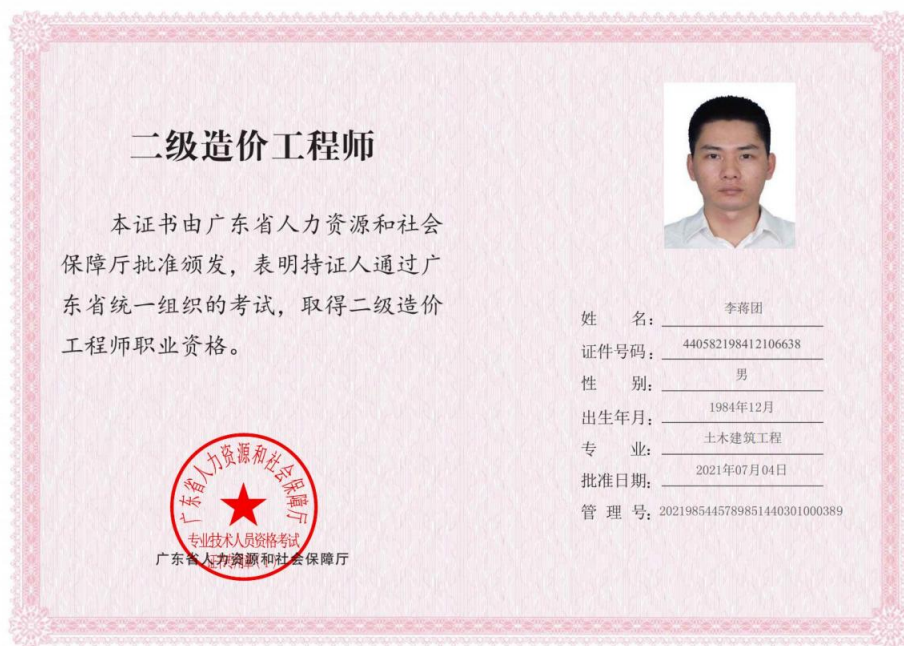 二级造价工程师
本证书由广东省人力资源和社会
保障厅批准颁发，表明持证人通过广
东省统一组织的考试，取得二级造价
工程师职业资格。
广东省人力资源和社会保障厅
专业技术人员资格考试
广东省人力资源和社会保障厅
姓 名：李蒋团
证件号码：440582198412106638
性 别：男
出生年月：1984年12月
专 业：土木建筑工程
批准日期：2021年07月04日
管 理 号：20219854457898514403010​00389